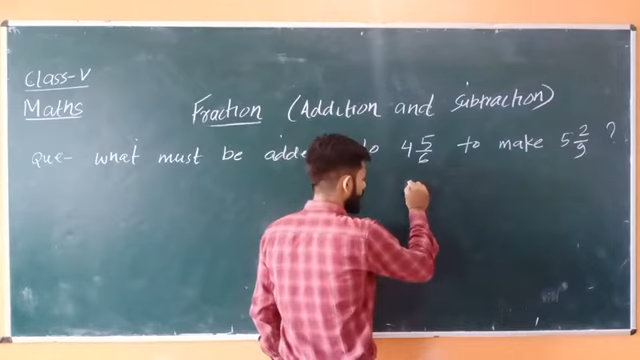 Class-V
Maths
Fraction (Addition and Subtraction)
Que- what must be adde to 4 5/6 to make 5 2/9 ?